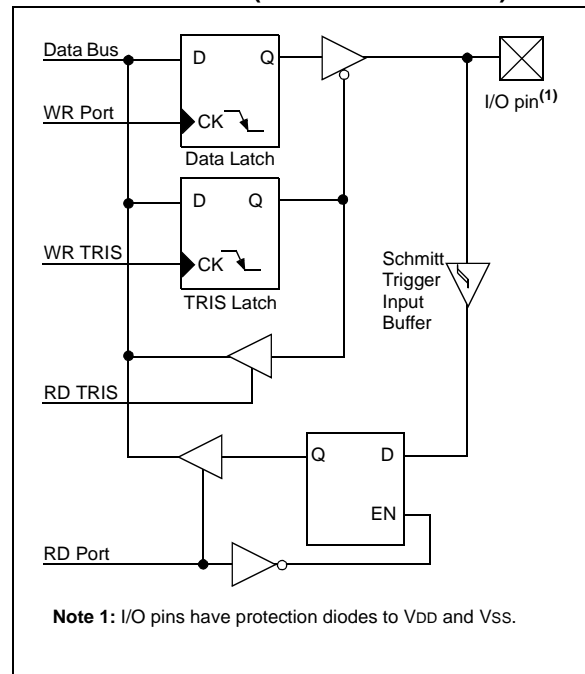 Data Bus
D Q
I/O pin(1)
WR Port
CK
Data Latch
D Q
WR TRIS
CK
TRIS Latch
Schmitt
Trigger
Input
Buffer
RD TRIS
Q D
EN
RD Port
Note 1: I/O pins have protection diodes to VDD and VSS.